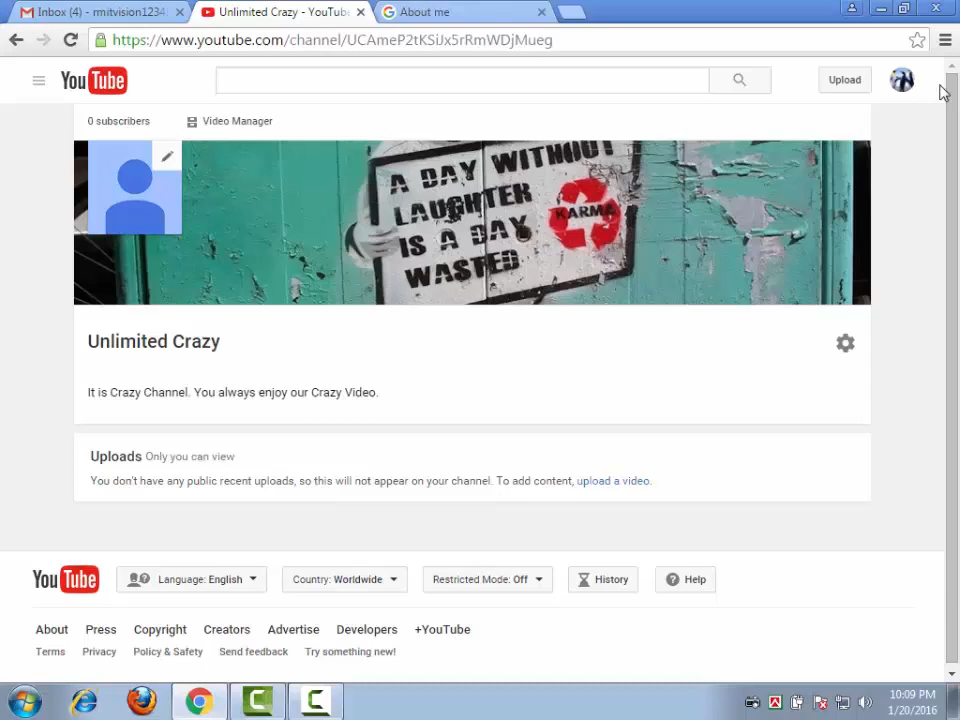 Inbox (4) - rmitvision1234
Unlimited Crazy - YouTub
About me
https://www.youtube.com/channel/UCAmeP2tKSiJx5rRmWDjMueg
YouTube
Upload
0 subscribers
Video Manager
A DAY WITHOUT
LAUGHTER
IS A DAY
WASTED
KARMA
Unlimited Crazy
It is Crazy Channel. You always enjoy our Crazy Video.
Uploads Only you can view
You don't have any public recent uploads, so this will not appear on your channel. To add content, upload a video.
YouTube
Language: English
Country: Worldwide
Restricted Mode: Off
History
Help
About Press Copyright Creators Advertise Developers +YouTube
Terms Privacy Policy & Safety Send feedback Try something new!
10:09 PM
1/20/2016